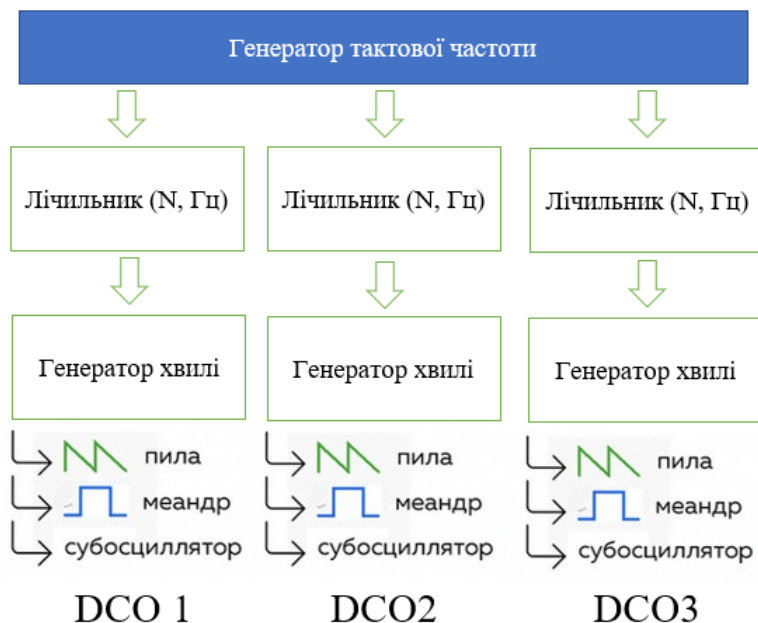 Генератор тактової частоти
Лічильник (N, Гц)
Лічильник (N, Гц)
Лічильник (N, Гц)
Генератор хвилі
Генератор хвилі
Генератор хвилі
пила
меандр
субосциллятор
пила
меандр
субосциллятор
пила
меандр
субосциллятор
DCO 1
DCO2
DCO3